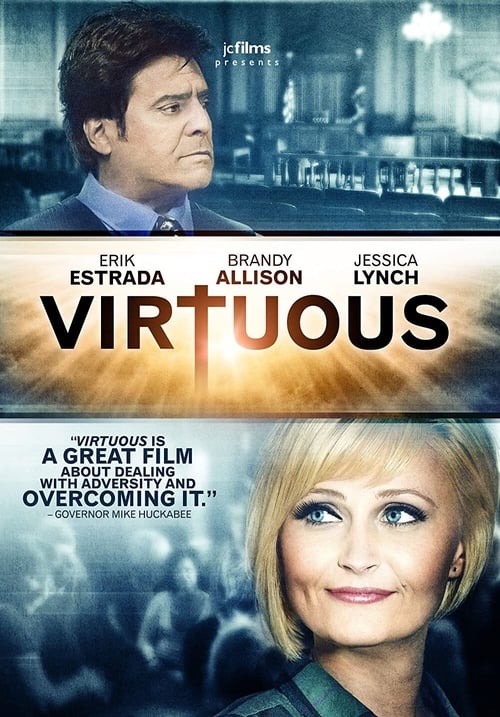 jcfilms
presents
ERIK ESTRADA
BRANDY ALLISON
JESSICA LYNCH
VIRTUOUS
“VIRTUOUS IS
A GREAT FILM
ABOUT DEALING
WITH ADVERSITY AND
OVERCOMING IT.”
– GOVERNOR MIKE HUCKABEE